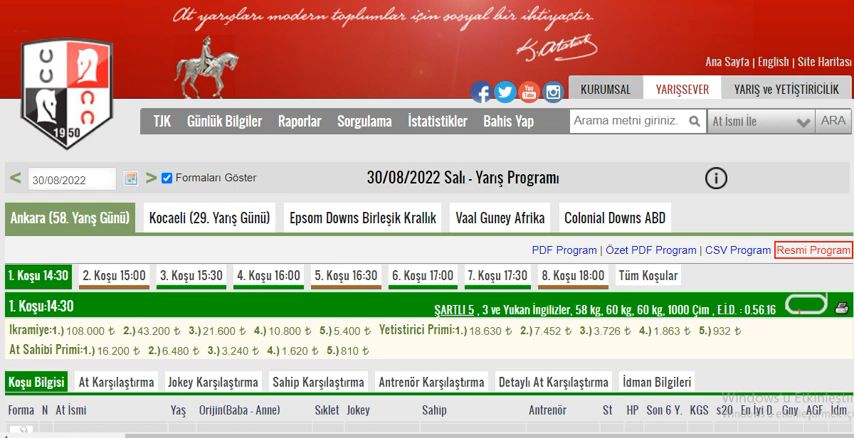 At yarışları modern toplumlar için sosyal bir ihtiyaçtır.
K. Atatürk
Ana Sayfa | English | Site Haritası
1950
You Tube
KURUMSAL YARIŞSEVER YARIŞ ve YETİŞTİRİCİLİK
TJK Günlük Bilgiler Raporlar Sorgulama İstatistikler Bahis Yap Arama metni giriniz. At İsmi İle ARA
< 30/08/2022 > Formaları Göster 30/08/2022 Salı - Yarış Programı
Ankara (58. Yarış Günü) Kocaeli (29. Yarış Günü) Epsom Downs Birleşik Krallık Vaal Guney Afrika Colonial Downs ABD
PDF Program | Özet PDF Program | CSV Program Resmi Program
1. Koşu 14:30 2. Koşu 15:00 3. Koşu 15:30 4. Koşu 16:00 5. Koşu 16:30 6. Koşu 17:00 7. Koşu 17:30 8. Koşu 18:00 Tüm Koşular
1. Koşu:14:30 ŞARTLI 5 , 3 ve Yukarı İngilizler, 58 kg, 60 kg, 60 kg, 1000 Çim , E.İ.D. : 0.56.16
Ikramiye:1.) 108.000 ₺ 2.) 43.200 ₺ 3.) 21.600 ₺ 4.) 10.800 ₺ 5.) 5.400 ₺ Yetistirici Primi:1.) 18.630 ₺ 2.) 7.452 ₺ 3.) 3.726 ₺ 4.) 1.863 ₺ 5.) 932 ₺
At Sahibi Primi:1.) 16.200 ₺ 2.) 6.480 ₺ 3.) 3.240 ₺ 4.) 1.620 ₺ 5.) 810 ₺
Koşu Bilgisi At Karşılaştırma Jokey Karşılaştırma Sahip Karşılaştırma Antrenör Karşılaştırma Detaylı At Karşılaştırma İdman Bilgileri
Windows'u Etkinleştir
Forma N At İsmi Yaş Orijin(Baba - Anne) Sıklet Jokey Sahip Antrenör St HP Son 6 Y. KGS s20 En İyi D. Gny AGF İdm